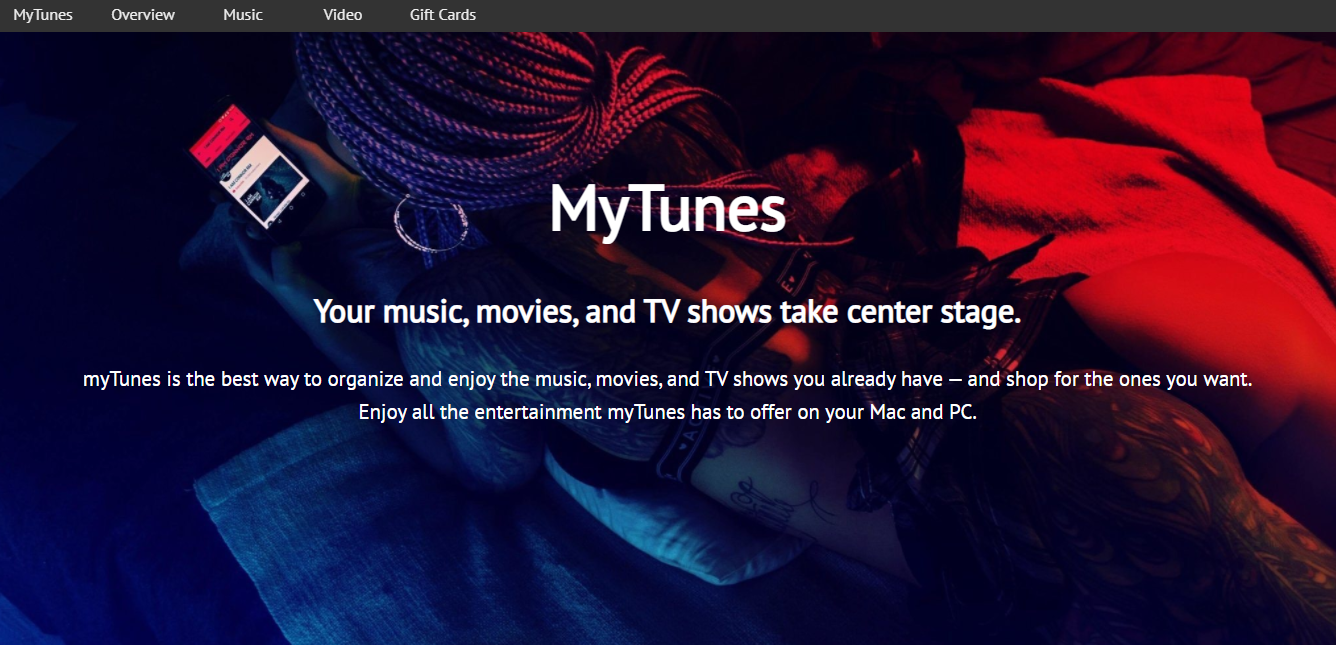 MyTunes Overview Music Video Gift Cards
MyTunes
Your music, movies, and TV shows take center stage.
myTunes is the best way to organize and enjoy the music, movies, and TV shows you already have — and shop for the ones you want.
Enjoy all the entertainment myTunes has to offer on your Mac and PC.